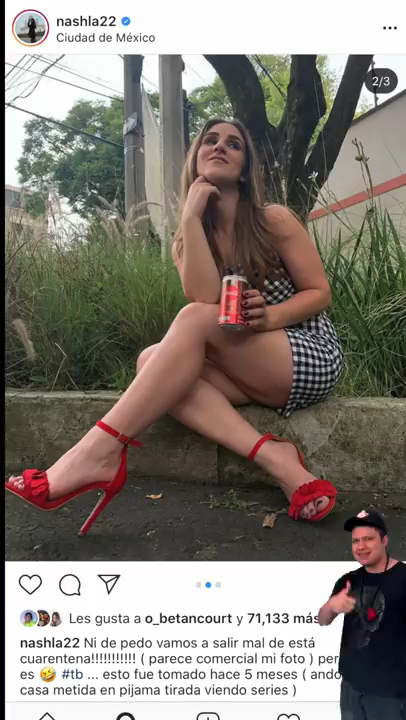 nashla22
Ciudad de México
2/3
Les gusta a o_betancourt y 71,133 más
nashla22 Ni de pedo vamos a salir mal de está
cuarentena!!!!!!!!!!! ( parece comercial mi foto ) per
es 🤣 #tb ... esto fue tomado hace 5 meses ( ando
casa metida en pijama tirada viendo series )